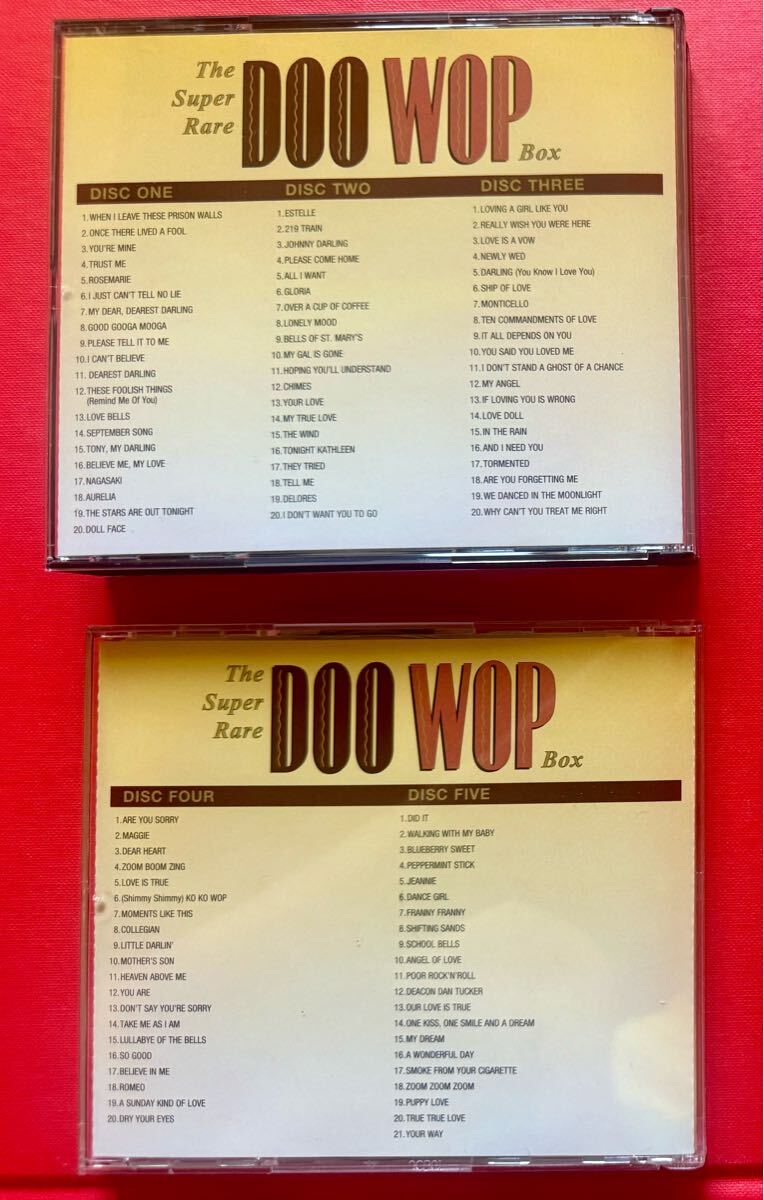 The
Super
Rare
DOO WOP
Box
DISC ONE
1.WHEN I LEAVE THESE PRISON WALLS
2.ONCE THERE LIVED A FOOL
3.YOU'RE MINE
4.TRUST ME
5.ROSEMARIE
6.I JUST CAN'T TELL NO LIE
7.MY DEAR, DEAREST DARLING
8.GOOD GOOGA MOOGA
9.PLEASE TELL IT TO ME
10.I CAN'T BELIEVE
11. DEAREST DARLING
12.THESE FOOLISH THINGS
(Remind Me Of You)
13.LOVE BELLS
14.SEPTEMBER SONG
15.TONY, MY DARLING
16.BELIEVE ME, MY LOVE
17.NAGASAKI
18.AURELIA
19.THE STARS ARE OUT TONIGHT
20.DOLL FACE
DISC TWO
1.ESTELLE
2.219 TRAIN
3.JOHNNY DARLING
4.PLEASE COME HOME
5.ALL I WANT
6.GLORIA
7.OVER A CUP OF COFFEE
8.LONELY MOOD
9.BELLS OF ST. MARY'S
10.MY GAL IS GONE
11.HOPING YOU'LL UNDERSTAND
12.CHIMES
13.YOUR LOVE
14.MY TRUE LOVE
15.THE WIND
16.TONIGHT KATHLEEN
17.THEY TRIED
18.TELL ME
19.DELORES
20.I DON'T WANT YOU TO GO
DISC THREE
1.LOVING A GIRL LIKE YOU
2.REALLY WISH YOU WERE HERE
3.LOVE IS A VOW
4.NEWLY WED
5.DARLING (You Know I Love You)
6.SHIP OF LOVE
7.MONTICELLO
8.TEN COMMANDMENTS OF LOVE
9.IT ALL DEPENDS ON YOU
10.YOU SAID YOU LOVED ME
11.I DON'T STAND A GHOST OF A CHANCE
12.MY ANGEL
13.IF LOVING YOU IS WRONG
14.LOVE DOLL
15.IN THE RAIN
16.AND I NEED YOU
17.TORMENTED
18.ARE YOU FORGETTING ME
19.WE DANCED IN THE MOONLIGHT
20.WHY CAN'T YOU TREAT ME RIGHT
The
Super
Rare
DOO WOP
Box
DISC FOUR
1.ARE YOU SORRY
2.MAGGIE
3.DEAR HEART
4.ZOOM BOOM ZING
5.LOVE IS TRUE
6.(Shimmy Shimmy) KO KO WOP
7.MOMENTS LIKE THIS
8.COLLEGIAN
9.LITTLE DARLIN'
10.MOTHER'S SON
11.HEAVEN ABOVE ME
12.YOU ARE
13.DON'T SAY YOU'RE SORRY
14.TAKE ME AS I AM
15.LULLABYE OF THE BELLS
16.SO GOOD
17.BELIEVE IN ME
18.ROMEO
19.A SUNDAY KIND OF LOVE
20.DRY YOUR EYES
DISC FIVE
1.DID IT
2.WALKING WITH MY BABY
3.BLUEBERRY SWEET
4.PEPPERMINT STICK
5.JEANNIE
6.DANCE GIRL
7.FRANNY FRANNY
8.SHIFTING SANDS
9.SCHOOL BELLS
10.ANGEL OF LOVE
11.POOR ROCK'N'ROLL
12.DEACON DAN TUCKER
13.OUR LOVE IS TRUE
14.ONE KISS, ONE SMILE AND A DREAM
15.MY DREAM
16.A WONDERFUL DAY
17.SMOKE FROM YOUR CIGARETTE
18.ZOOM ZOOM ZOOM
19.PUPPY LOVE
20.TRUE TRUE LOVE
21.YOUR WAY